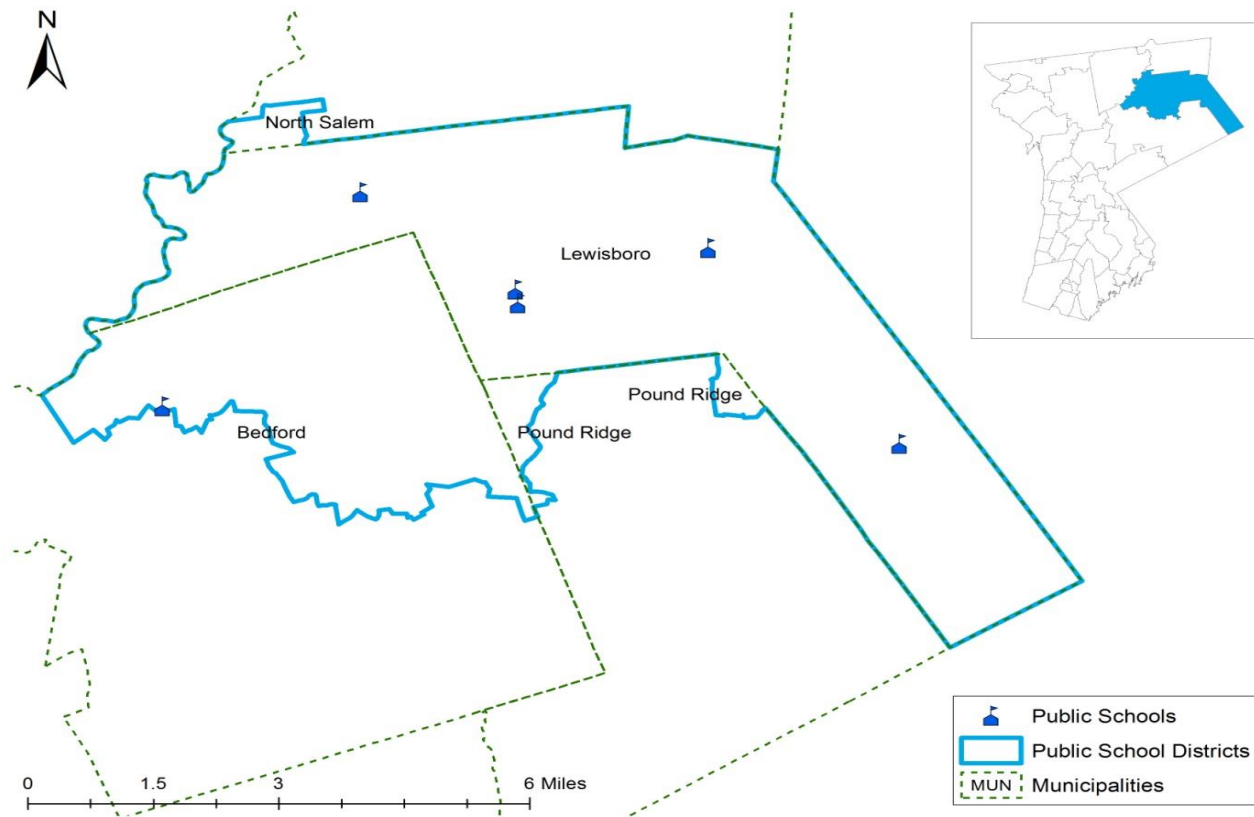 N
North Salem
Lewisboro
Pound Ridge
Bedford
Pound Ridge
0 1.5 3 6 Miles
Public Schools
Public School Districts
MUN Municipalities